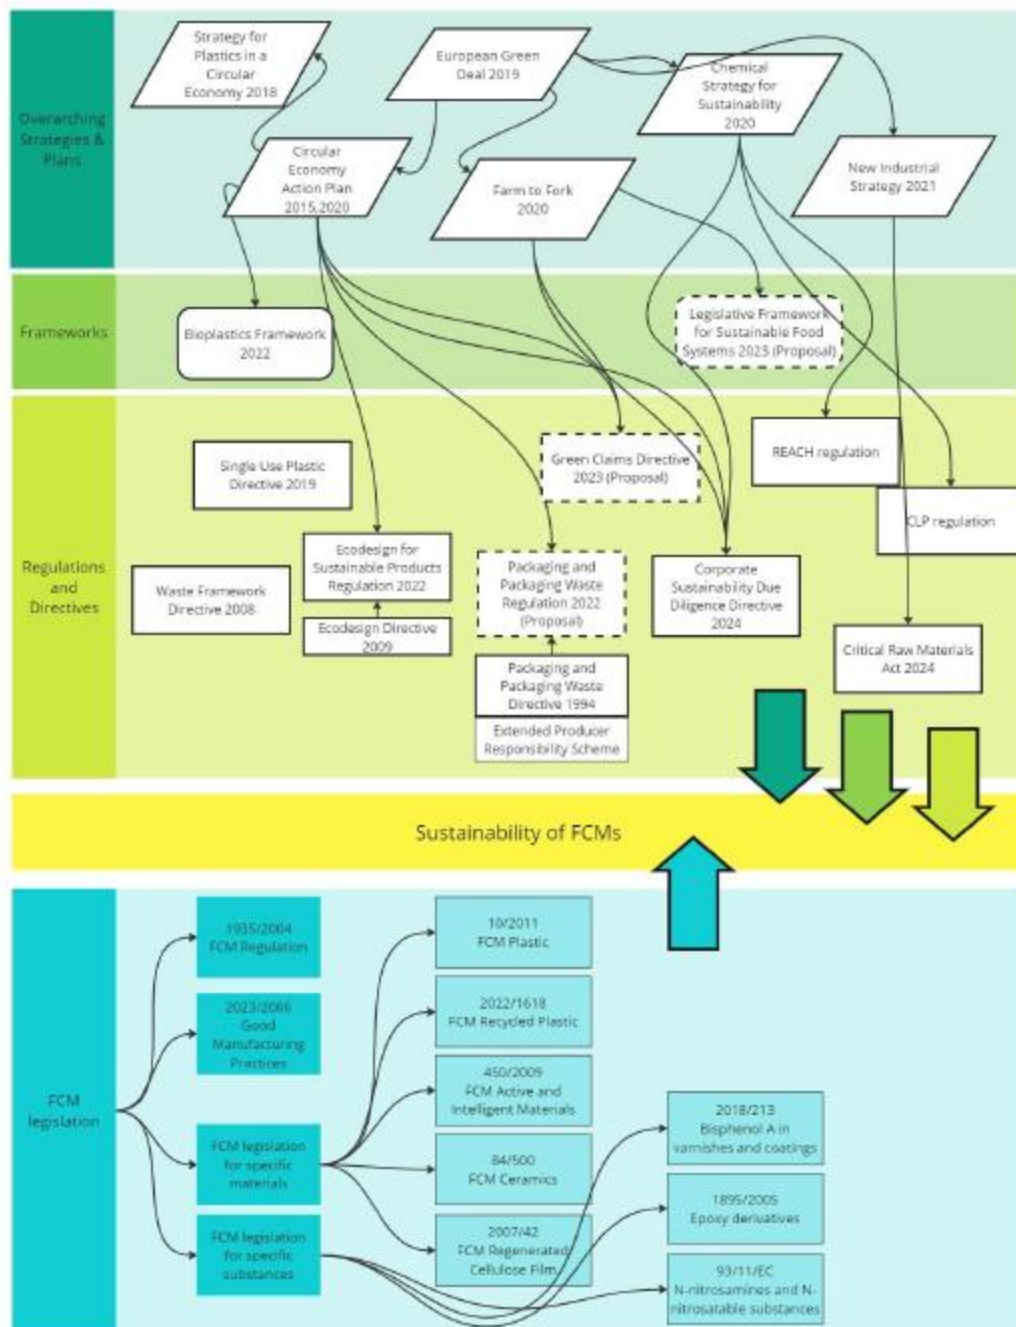 Overarching
Strategies &
Plans
Strategy for
Plastics in a
Circular
Economy 2018
European Green
Deal 2019
Chemical
Strategy for
Sustainability
2020
Circular
Economy
Action Plan
2015,2020
Farm to Fork
2020
New Industrial
Strategy 2021
Frameworks
Bioplastics Framework
2022
Legislative Framework
for Sustainable Food
Systems 2023 (Proposal)
Regulations
and
Directives
Single Use Plastic
Directive 2019
Green Claims Directive
2023 (Proposal)
REACH regulation
CLP regulation
Waste Framework
Directive 2008
Ecodesign for
Sustainable Products
Regulation 2022
Ecodesign Directive
2009
Packaging and
Packaging Waste
Regulation 2022
(Proposal)
Packaging and
Packaging Waste
Directive 1994
Extended Producer
Responsibility Scheme
Corporate
Sustainability Due
Diligence Directive
2024
Critical Raw Materials
Act 2024
Sustainability of FCMs
FCM
legislation
1935/2004
FCM Regulation
2023/2006
Good
Manufacturing
Practices
FCM legislation
for specific
materials
FCM legislation
for specific
substances
10/2011
FCM Plastic
2022/1618
FCM Recycled Plastic
450/2009
FCM Active and
Intelligent Materials
84/500
FCM Ceramics
2007/42
FCM Regenerated
Cellulose Film
2018/213
Bisphenol A in
varnishes and coatings
1895/2005
Epoxy derivatives
93/11/EC
N-nitrosamines and N-
nitrosatable substances